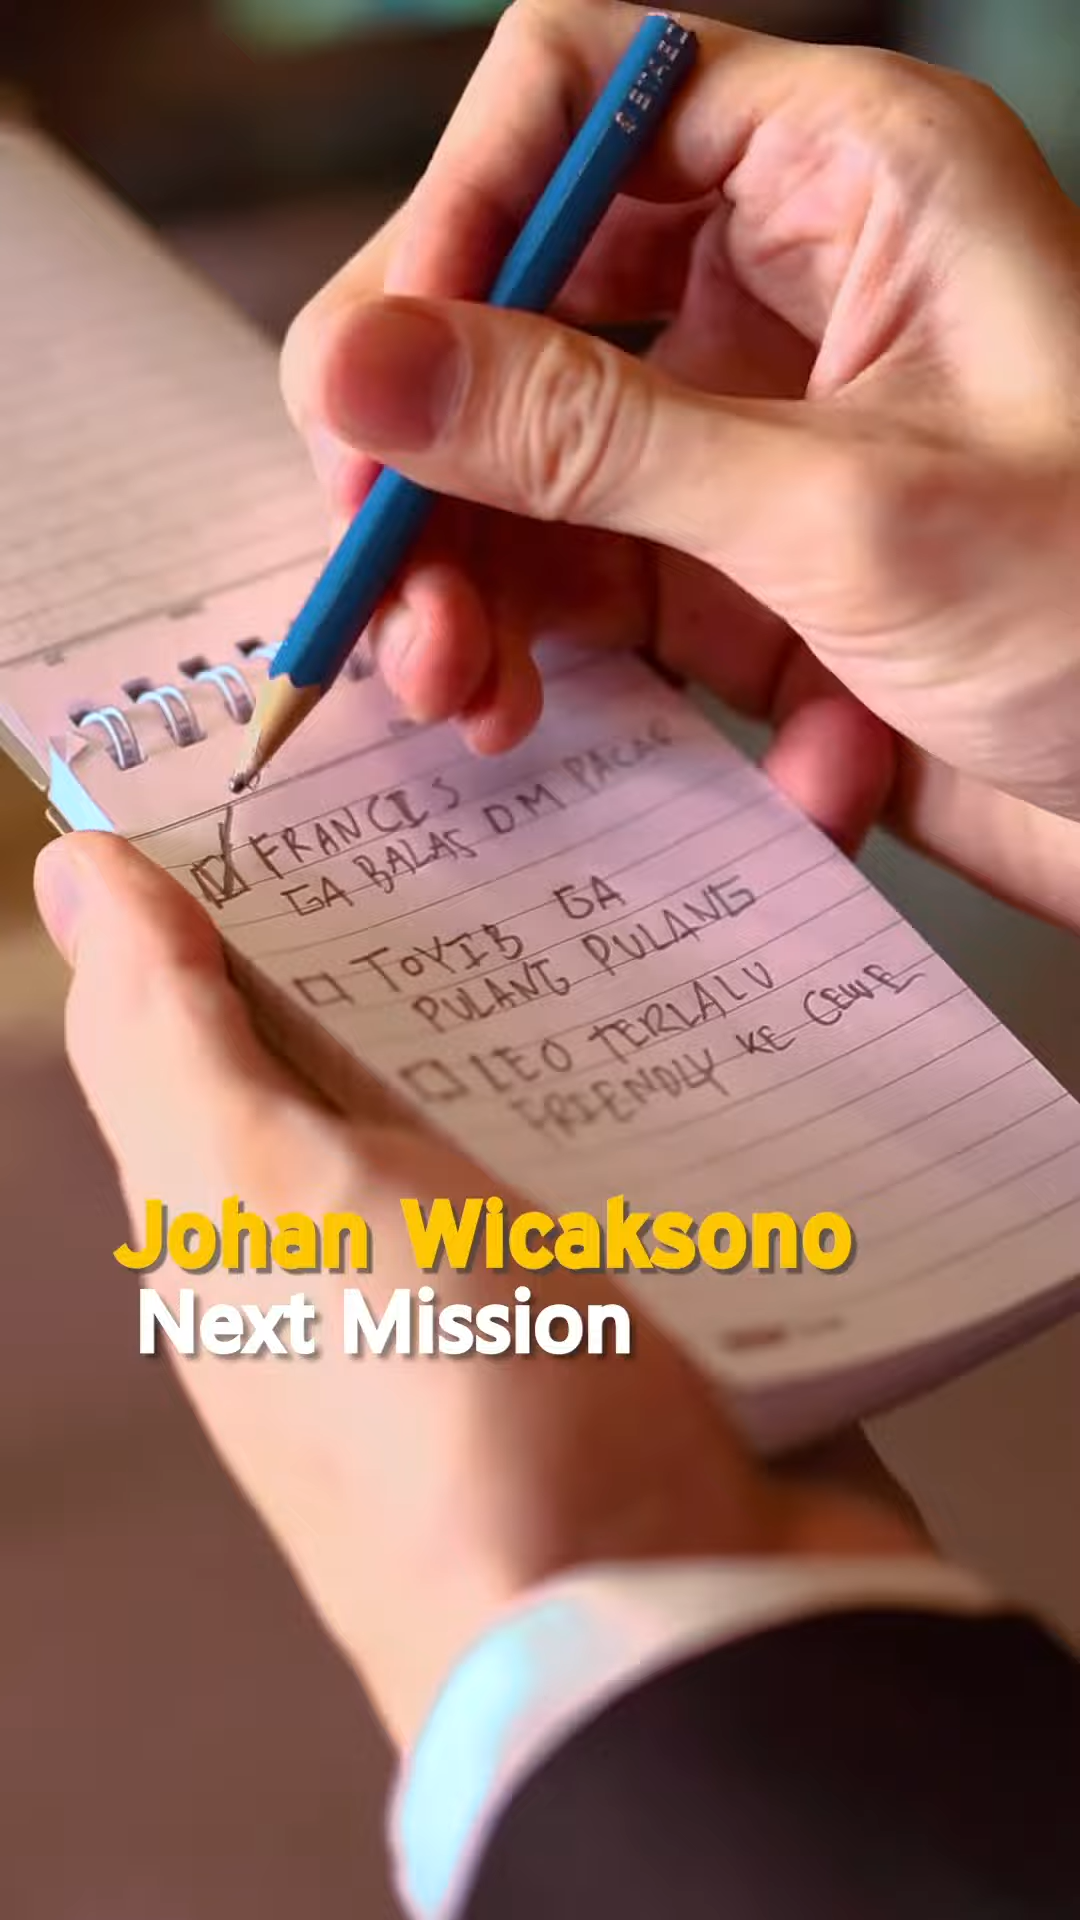 FRANCIS
GA BALAS DM PACAR
TOYIB GA
PULANG PULANG
LEO TERLALU
FRIENDLY KE CEWE
Johan Wicaksono
Next Mission